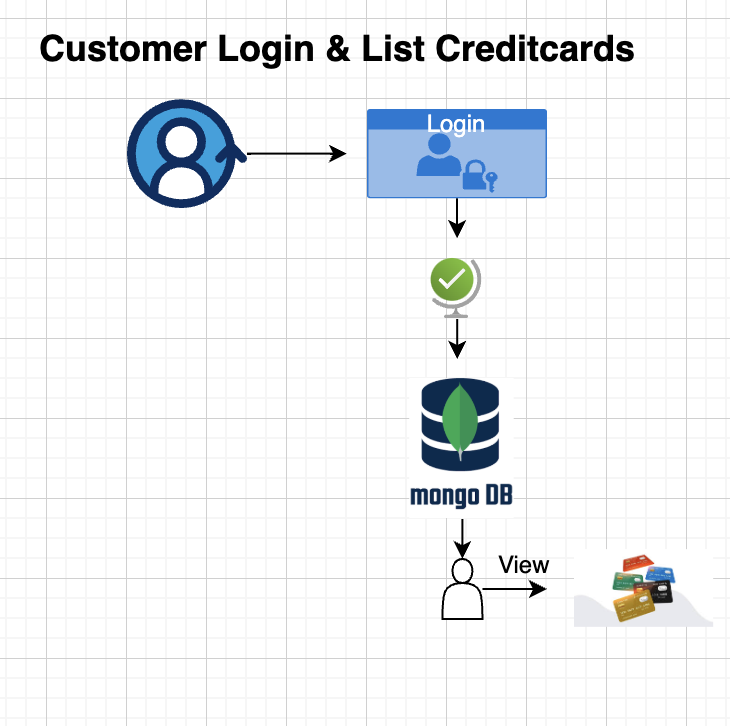 Customer Login & List Creditcards
Login
mongo DB
View